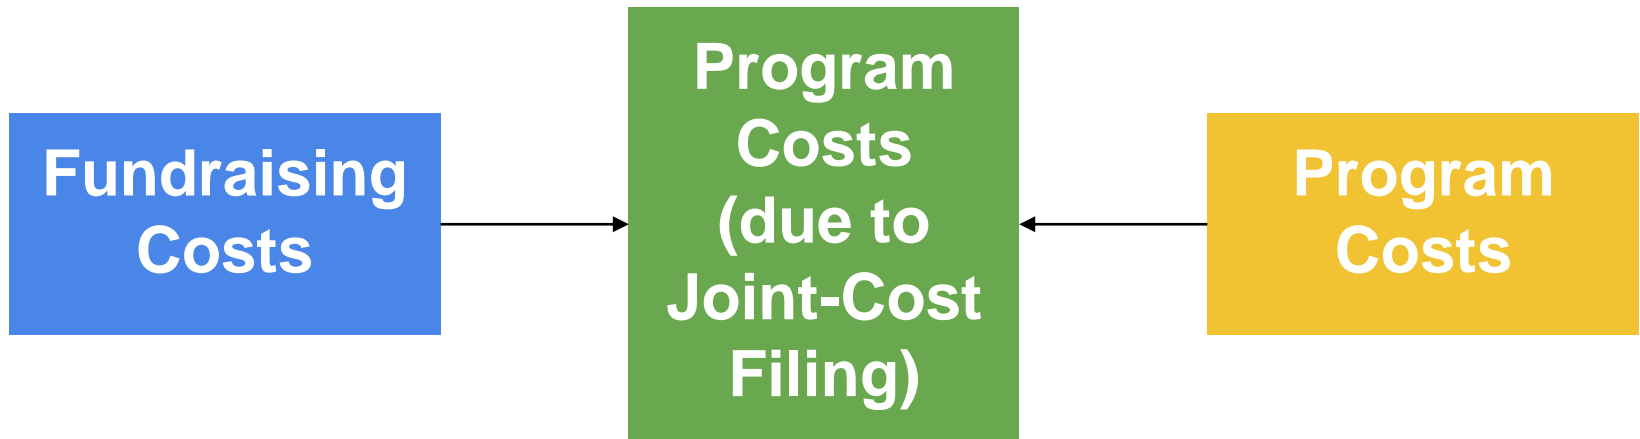 Fundraising
Costs
Program
Costs
(due to
Joint-Cost
Filing)
Program
Costs